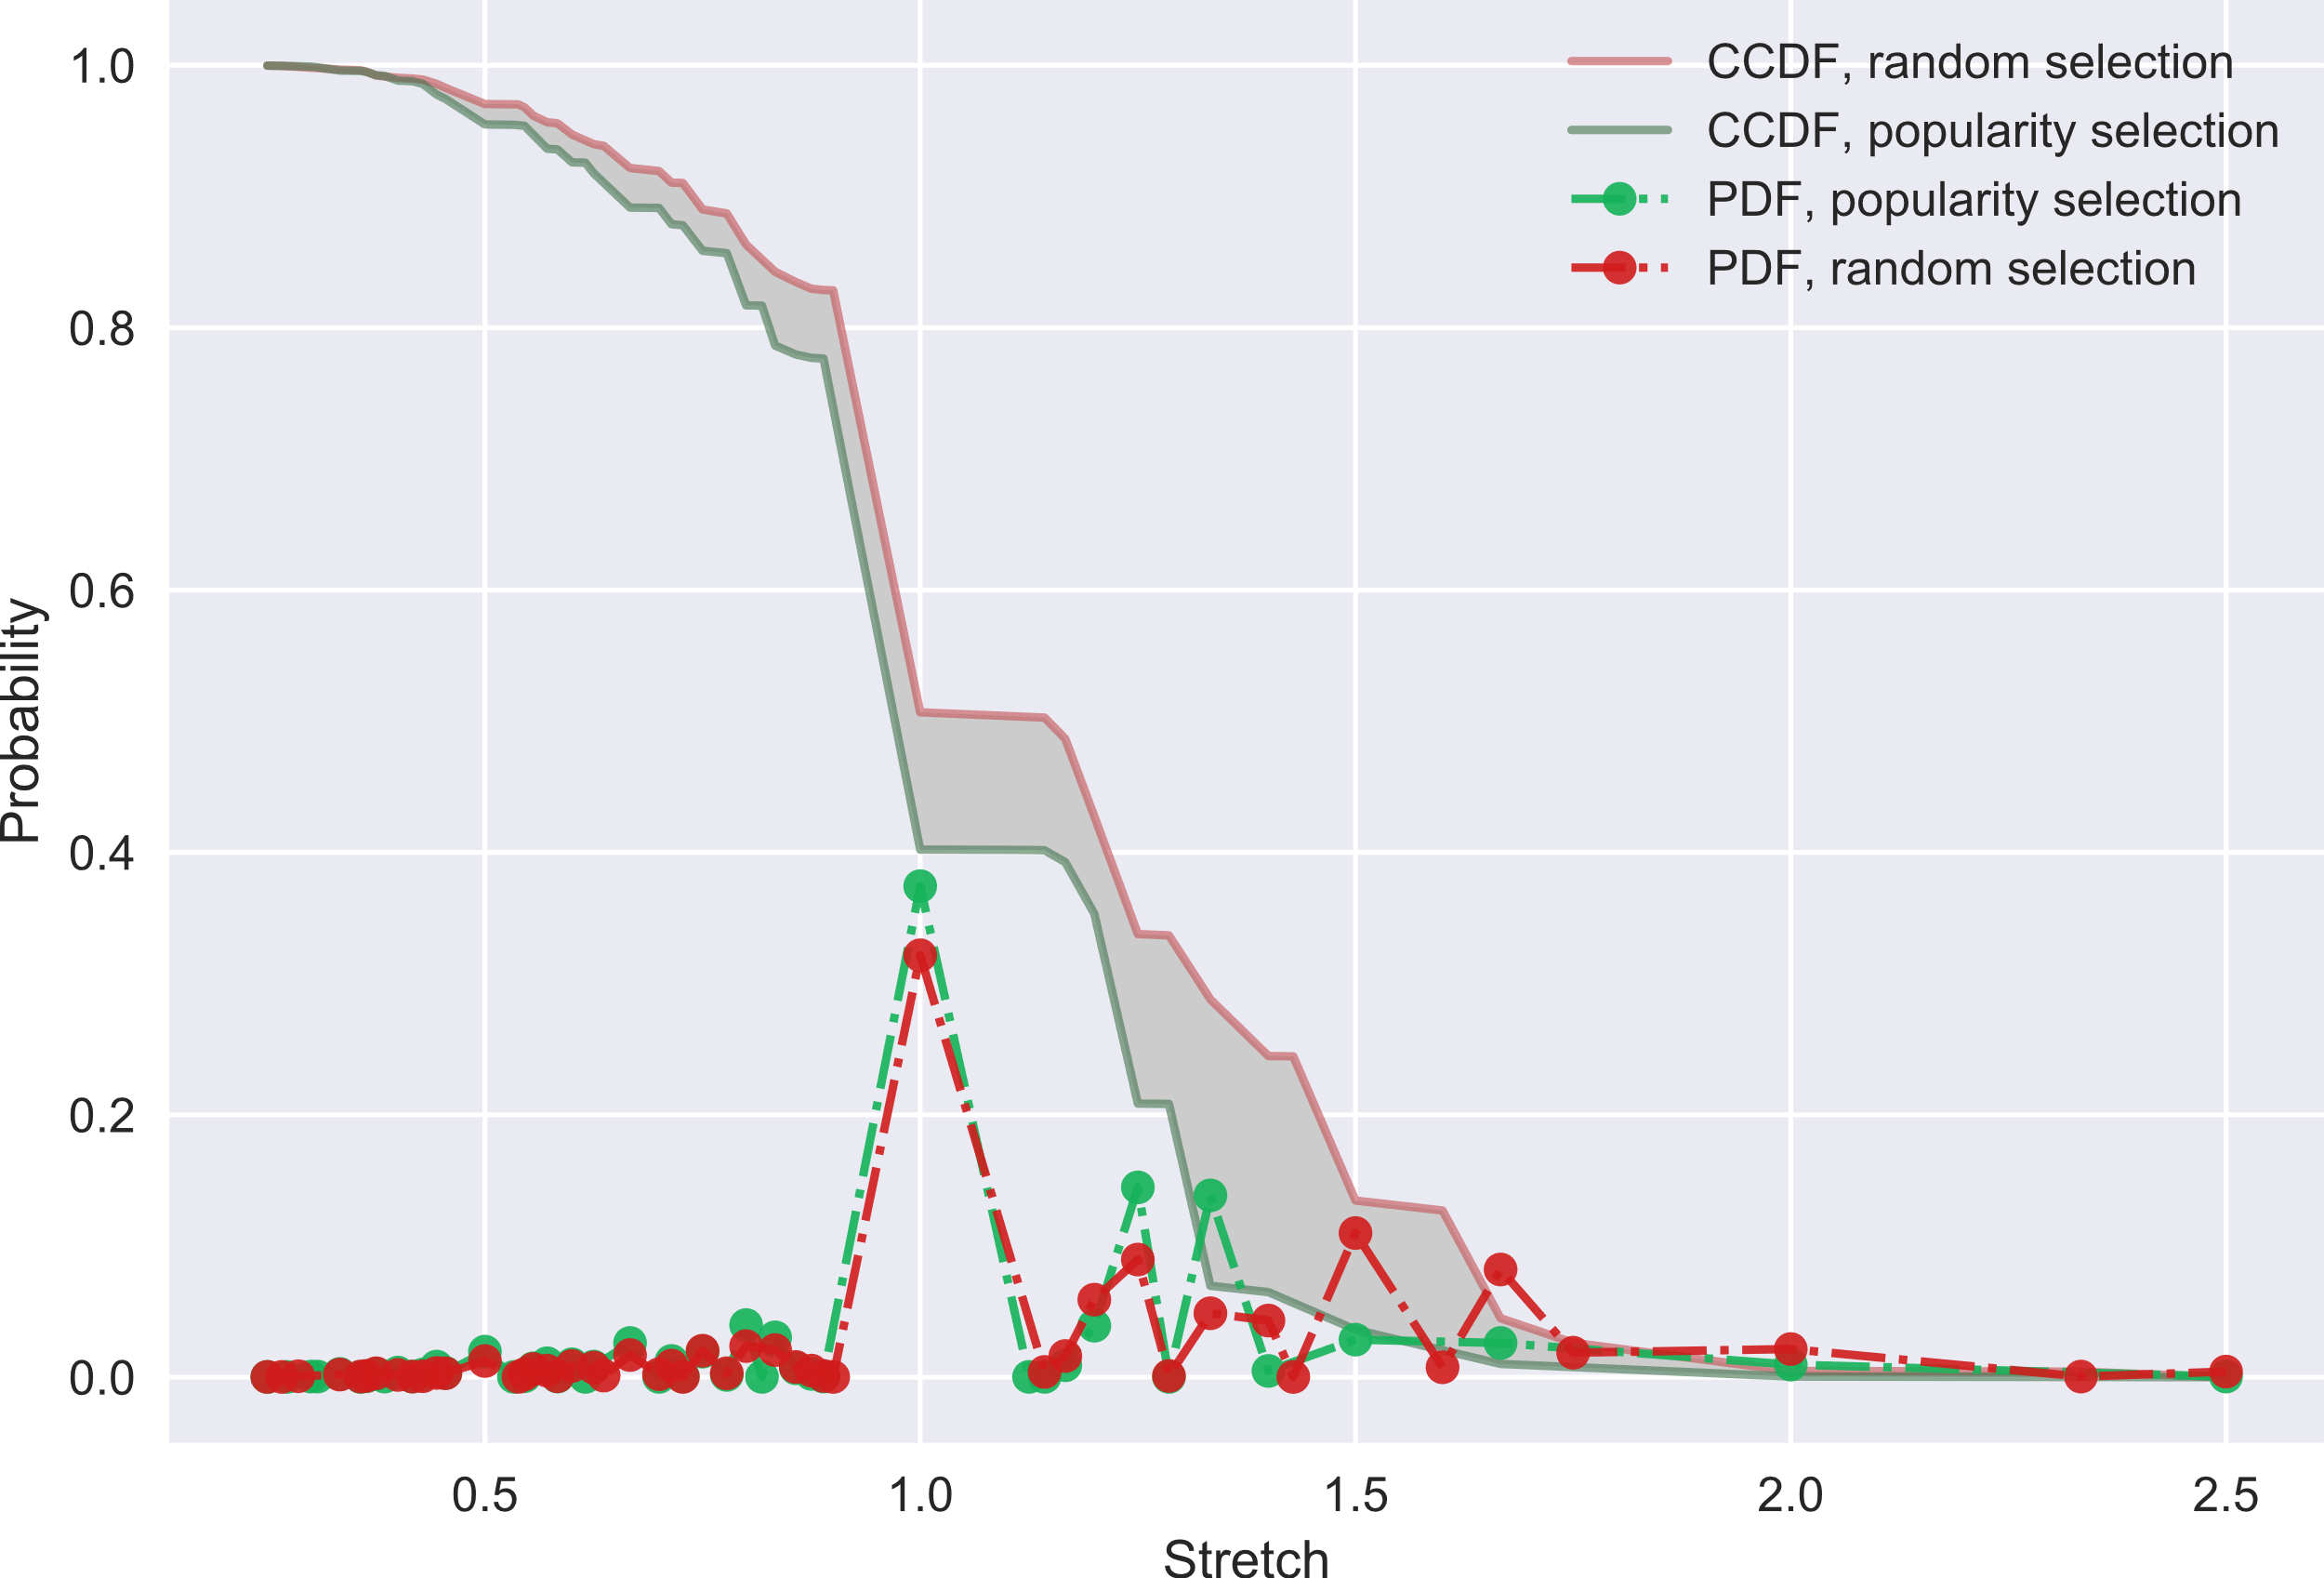 CCDF, random selection
CCDF, popularity selection
PDF, popularity selection
PDF, random selection
1.0
0.8
0.6
0.4
0.2
0.0
Probability
0.5 1.0 1.5 2.0 2.5
Stretch